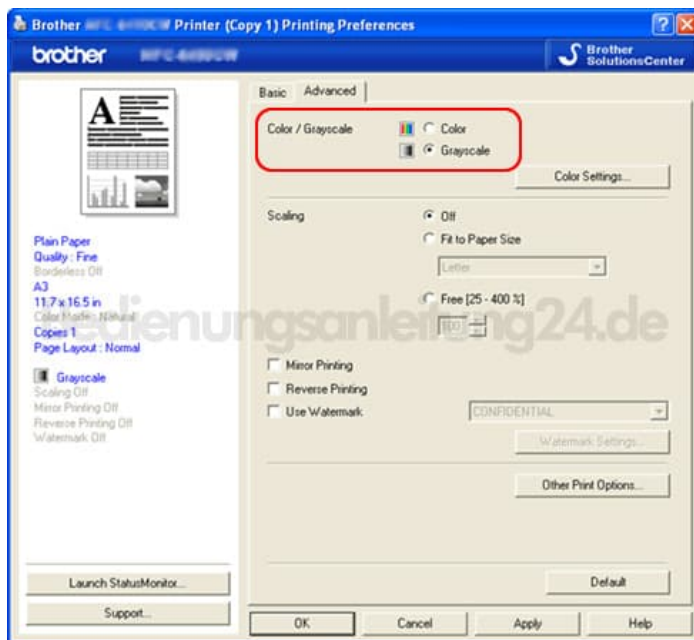 Brother Printer (Copy 1) Printing Preferences
brother
Brother
SolutionsCenter
Basic
Advanced
A
Color / Grayscale
Color
Grayscale
Color Settings...
Scaling
Off
Fit to Paper Size
Letter
Free [25 - 400 %]
100
Mirror Printing
Reverse Printing
Use Watermark
CONFIDENTIAL
Watermark Settings...
Other Print Options...
Default
Plain Paper
Quality : Fine
Borderless Off
A3
11.7 x 16.5 in
Color Mode : Natural
Copies 1
Page Layout : Normal
Grayscale
Scaling Off
Mirror Printing Off
Reverse Printing Off
Watermark Off
Launch StatusMonitor...
Support...
OK
Cancel
Apply
Help
bedienungsanleitung24.de